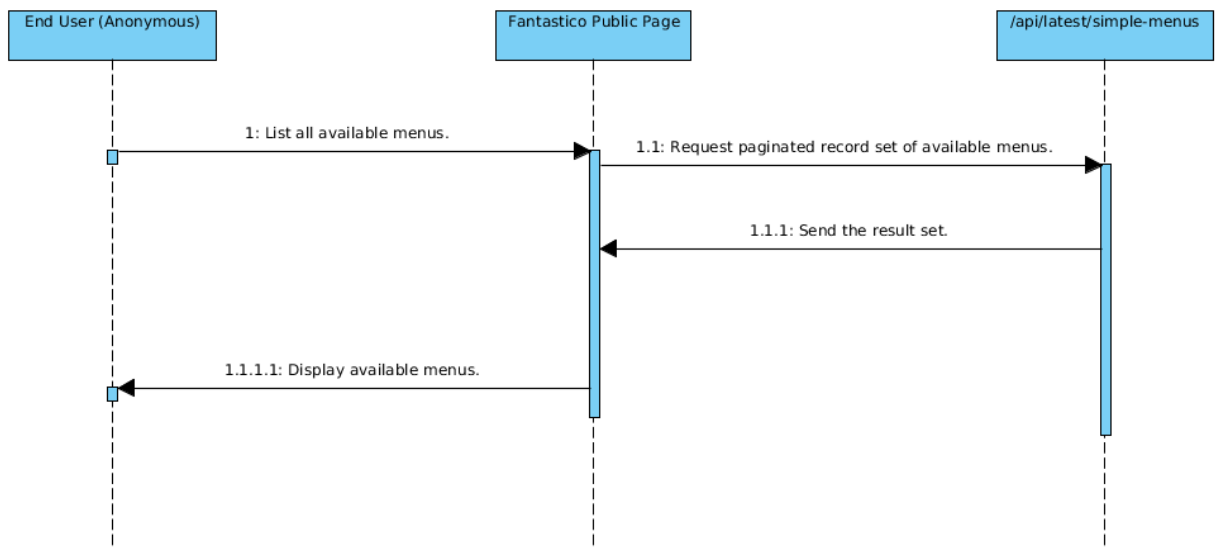 End User (Anonymous)
Fantastico Public Page
/api/latest/simple-menus
1: List all available menus.
1.1: Request paginated record set of available menus.
1.1.1: Send the result set.
1.1.1.1: Display available menus.